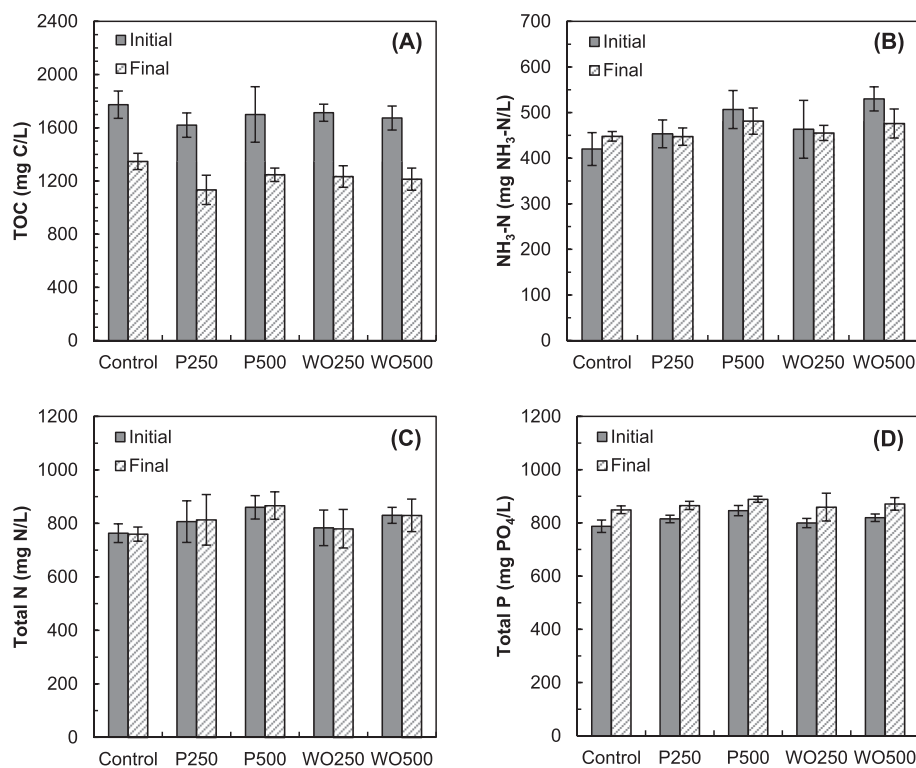 (A)
Initial
Final
TOC (mg C/L)
2400
2000
1600
1200
800
400
0
Control P250 P500 WO250 WO500
(B)
Initial
Final
NH₃-N (mg NH₃-N/L)
700
600
500
400
300
200
100
0
Control P250 P500 WO250 WO500
(C)
Initial
Final
Total N (mg N/L)
1200
1000
800
600
400
200
0
Control P250 P500 WO250 WO500
(D)
Initial
Final
Total P (mg PO₄/L)
1200
1000
800
600
400
200
0
Control P250 P500 WO250 WO500